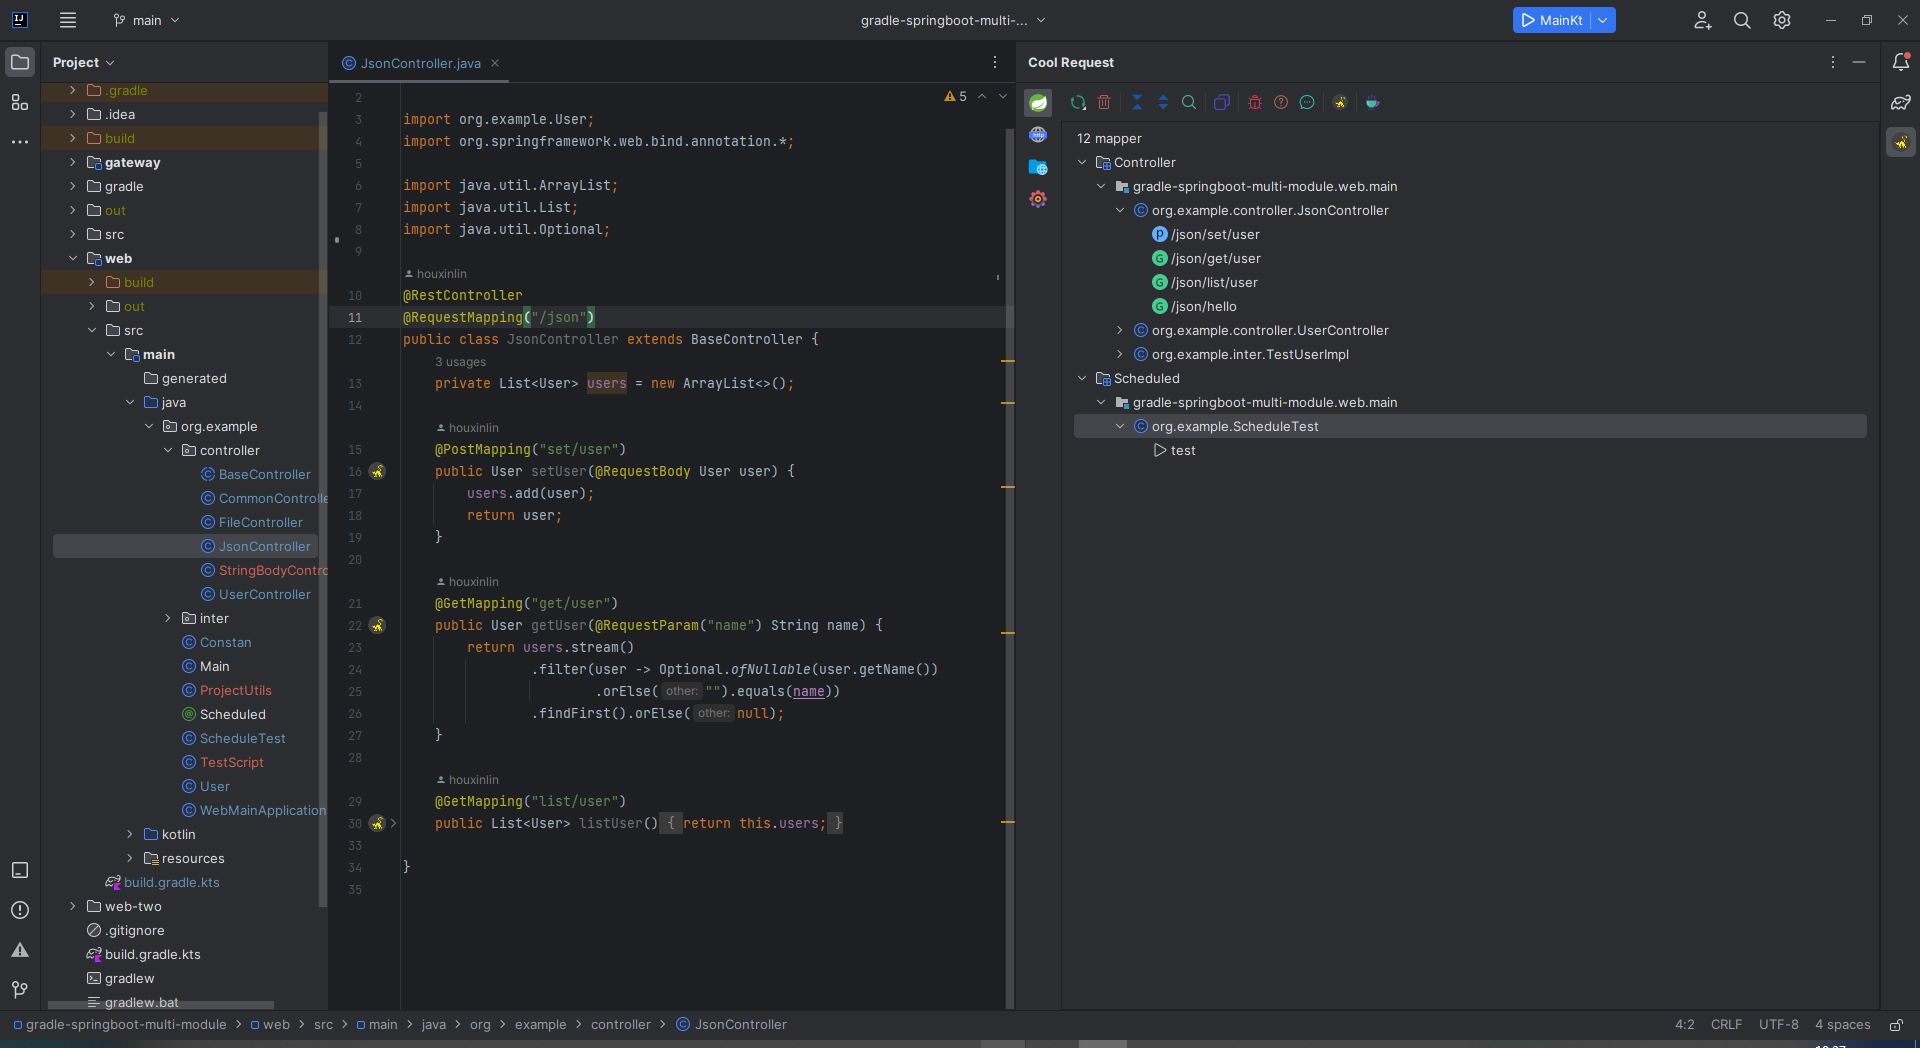 main
gradle-springboot-multi-...
MainKt
Project
.gradle
.idea
build
gateway
gradle
out
src
web
build
out
src
main
generated
java
org.example
controller
BaseController
CommonControlle
FileController
JsonController
StringBodyContro
UserController
inter
Constan
Main
ProjectUtils
Scheduled
ScheduleTest
TestScript
User
WebMainApplication
kotlin
resources
build.gradle.kts
web-two
.gitignore
build.gradle.kts
gradlew
gradlew.bat
JsonController.java
5
2
3 import org.example.User;
4 import org.springframework.web.bind.annotation.*;
5
6 import java.util.ArrayList;
7 import java.util.List;
8 import java.util.Optional;
9
houxinlin
10 @RestController
11 @RequestMapping("/json")
12 public class JsonController extends BaseController {
3 usages
13 private List<User> users = new ArrayList<>();
14
houxinlin
15 @PostMapping("set/user")
16 public User setUser(@RequestBody User user) {
17 users.add(user);
18 return user;
19 }
20
houxinlin
21 @GetMapping("get/user")
22 public User getUser(@RequestParam("name") String name) {
23 return users.stream()
24 .filter(user -> Optional.ofNullable(user.getName())
25 .orElse( other: "").equals(name))
26 .findFirst().orElse( other: null);
27 }
28
houxinlin
29 @GetMapping("list/user")
30 public List<User> listUser() { return this.users; }
33
34 }
35
Cool Request
12 mapper
Controller
gradle-springboot-multi-module.web.main
org.example.controller.JsonController
/json/set/user
/json/get/user
/json/list/user
/json/hello
org.example.controller.UserController
org.example.inter.TestUserImpl
Scheduled
gradle-springboot-multi-module.web.main
org.example.ScheduleTest
test
gradle-springboot-multi-module > web > src > main > java > org > example > controller > JsonController
4:2 CRLF UTF-8 4 spaces